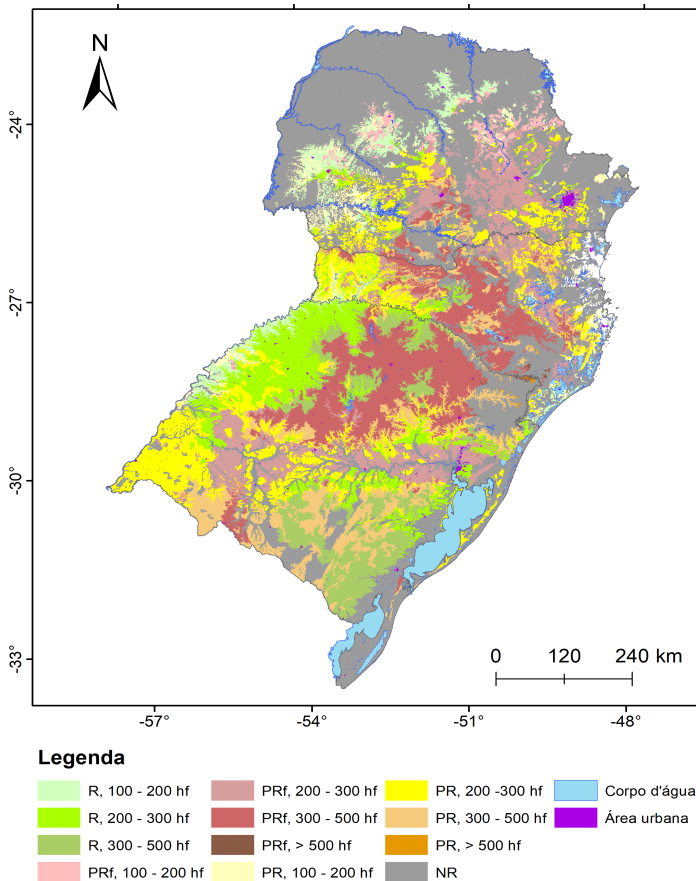 N
-24°
-27°
-30°
-33°
0 120 240 km
-57° -54° -51° -48°
Legenda
R, 100 - 200 hf PRf, 200 - 300 hf PR, 200 -300 hf Corpo d'água
R, 200 - 300 hf PRf, 300 - 500 hf PR, 300 - 500 hf Área urbana
R, 300 - 500 hf PRf, > 500 hf PR, > 500 hf
PRf, 100 - 200 hf PR, 100 - 200 hf NR